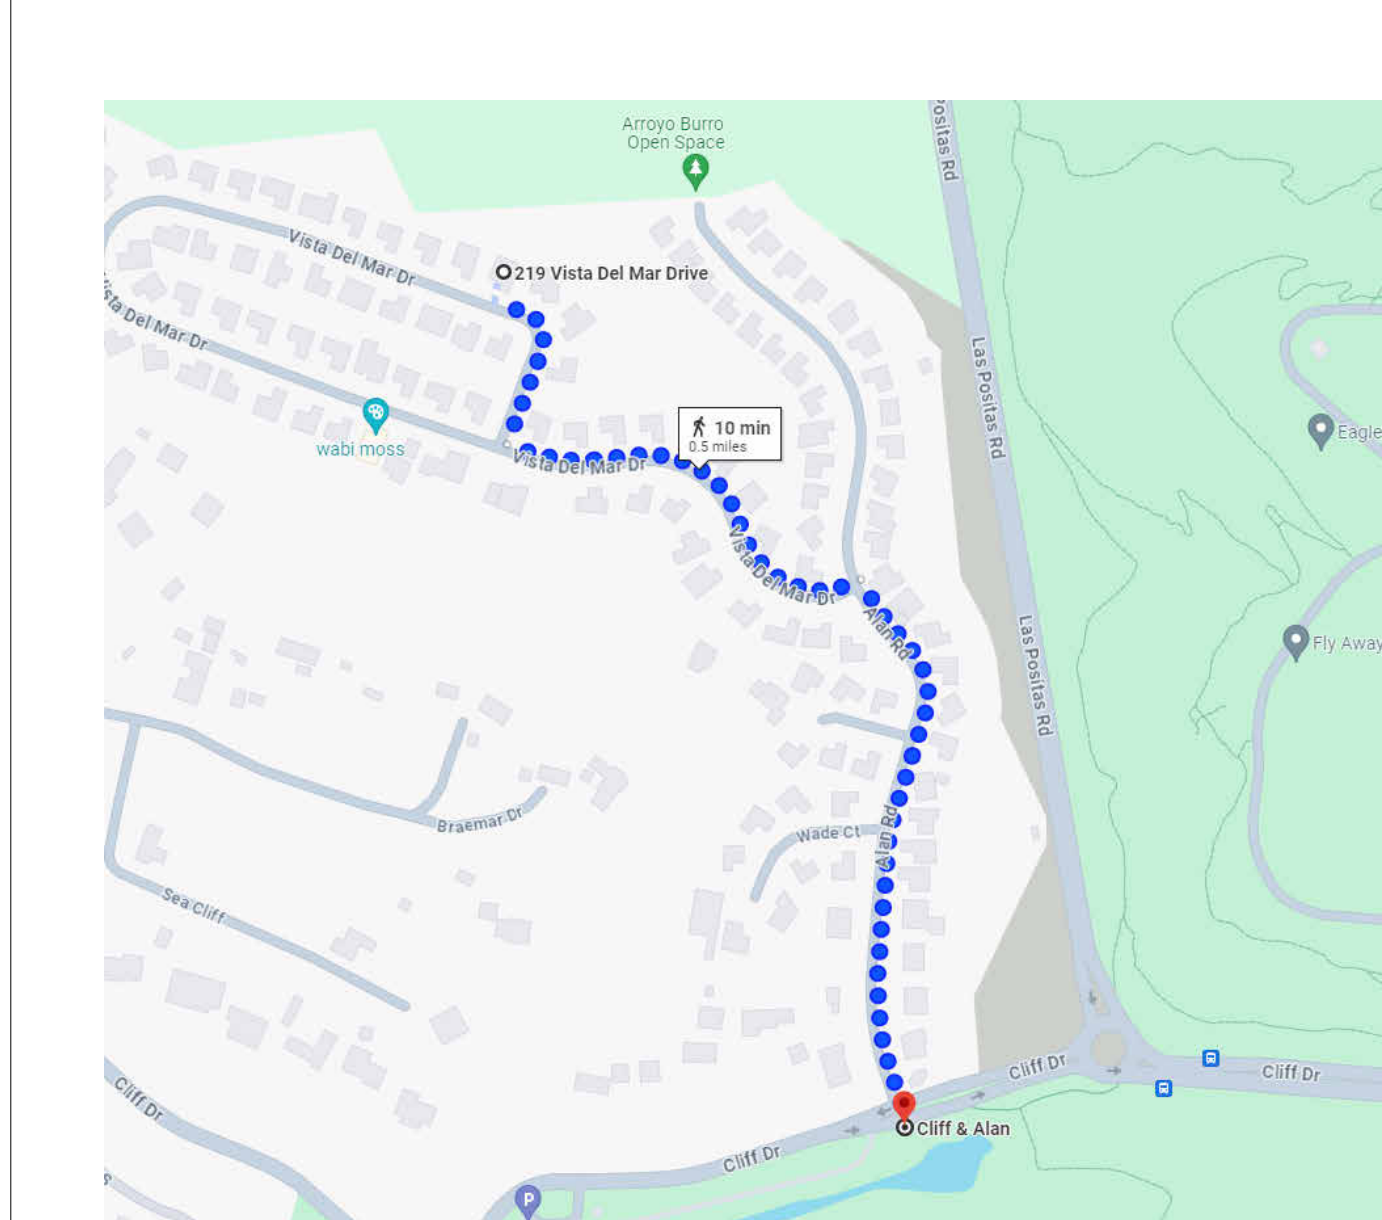 Arroyo Burro
Open Space
Positas Rd
Vista Del Mar Dr
219 Vista Del Mar Drive
Vista Del Mar Dr
Las Positas Rd
wabi moss
10 min
0.5 miles
Eagle
Vista Del Mar Dr
Vista Del Mar Dr
Alan Rd
Las Positas Rd
Fly Away
Braemar Dr
Wade Ct
Alan Rd
Sea Cliff
Cliff Dr
Cliff Dr
Cliff Dr
Cliff & Alan
Cliff Dr
P